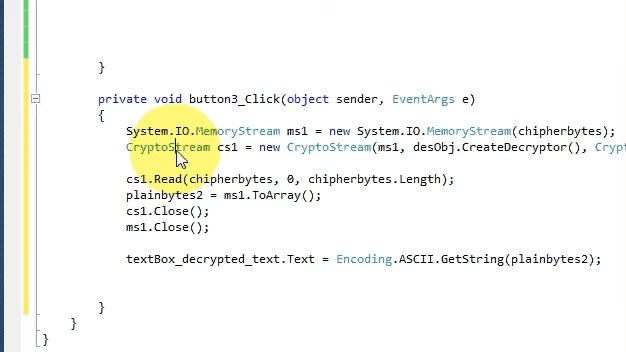 }
private void button3_Click(object sender, EventArgs e)
{
System.IO.MemoryStream ms1 = new System.IO.MemoryStream(chipherbytes);
CryptoStream cs1 = new CryptoStream(ms1, desObj.CreateDecryptor(), Crypt
cs1.Read(chipherbytes, 0, chipherbytes.Length);
plainbytes2 = ms1.ToArray();
cs1.Close();
ms1.Close();
textBox_decrypted_text.Text = Encoding.ASCII.GetString(plainbytes2);
}
}
}